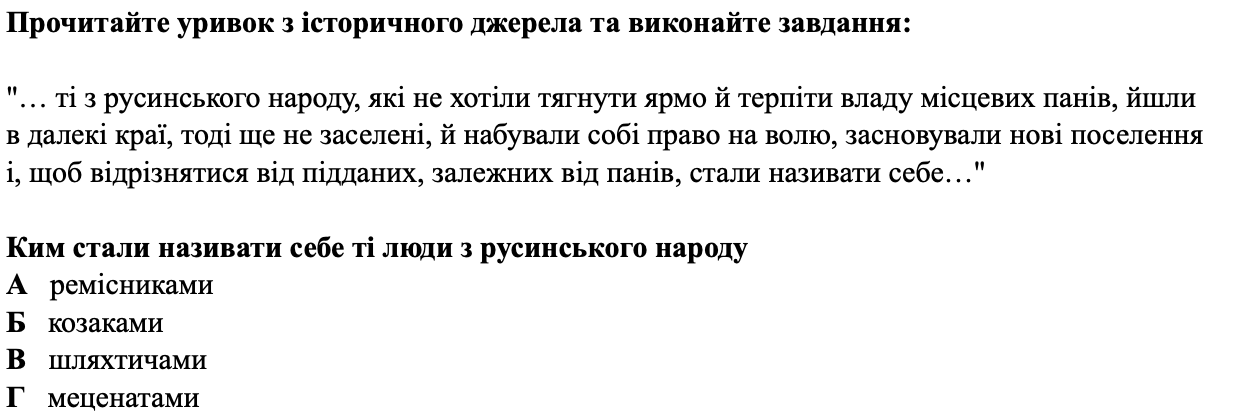 Прочитайте уривок з історичного джерела та виконайте завдання:
"… ті з русинського народу, які не хотіли тягнути ярмо й терпіти владу місцевих панів, йшли
в далекі краї, тоді ще не заселені, й набували собі право на волю, засновували нові поселення
і, щоб відрізнятися від підданих, залежних від панів, стали називати себе…"
Ким стали називати себе ті люди з русинського народу
А ремісниками
Б козаками
В шляхтичами
Г меценатами